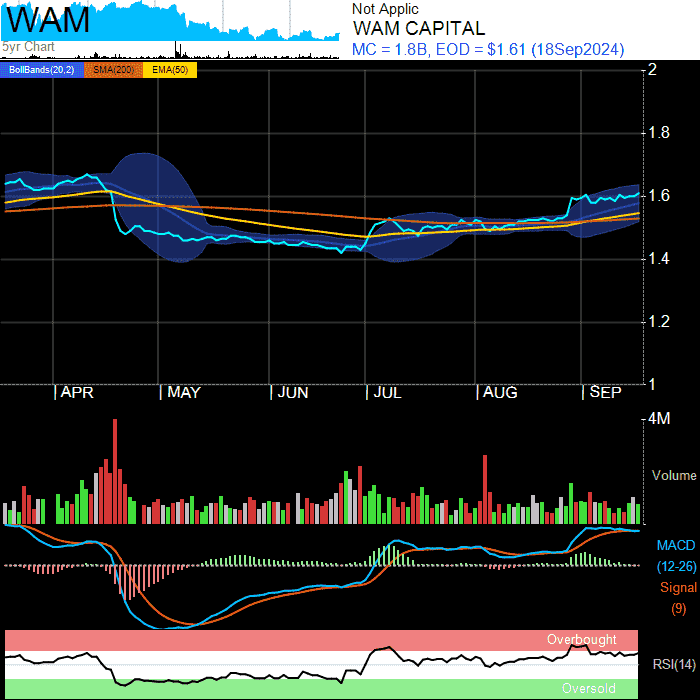 WAM
5yr Chart
Not Applic
WAM CAPITAL
MC = 1.8B, EOD = $1.61 (18Sep2024)
BollBands(20,2) SMA(200) EMA(50)
2
1.8
1.6
1.4
1.2
1
APR MAY JUN JUL AUG SEP
4M
Volume
MACD
(12-26)
Signal
(9)
Overbought
RSI(14)
Oversold